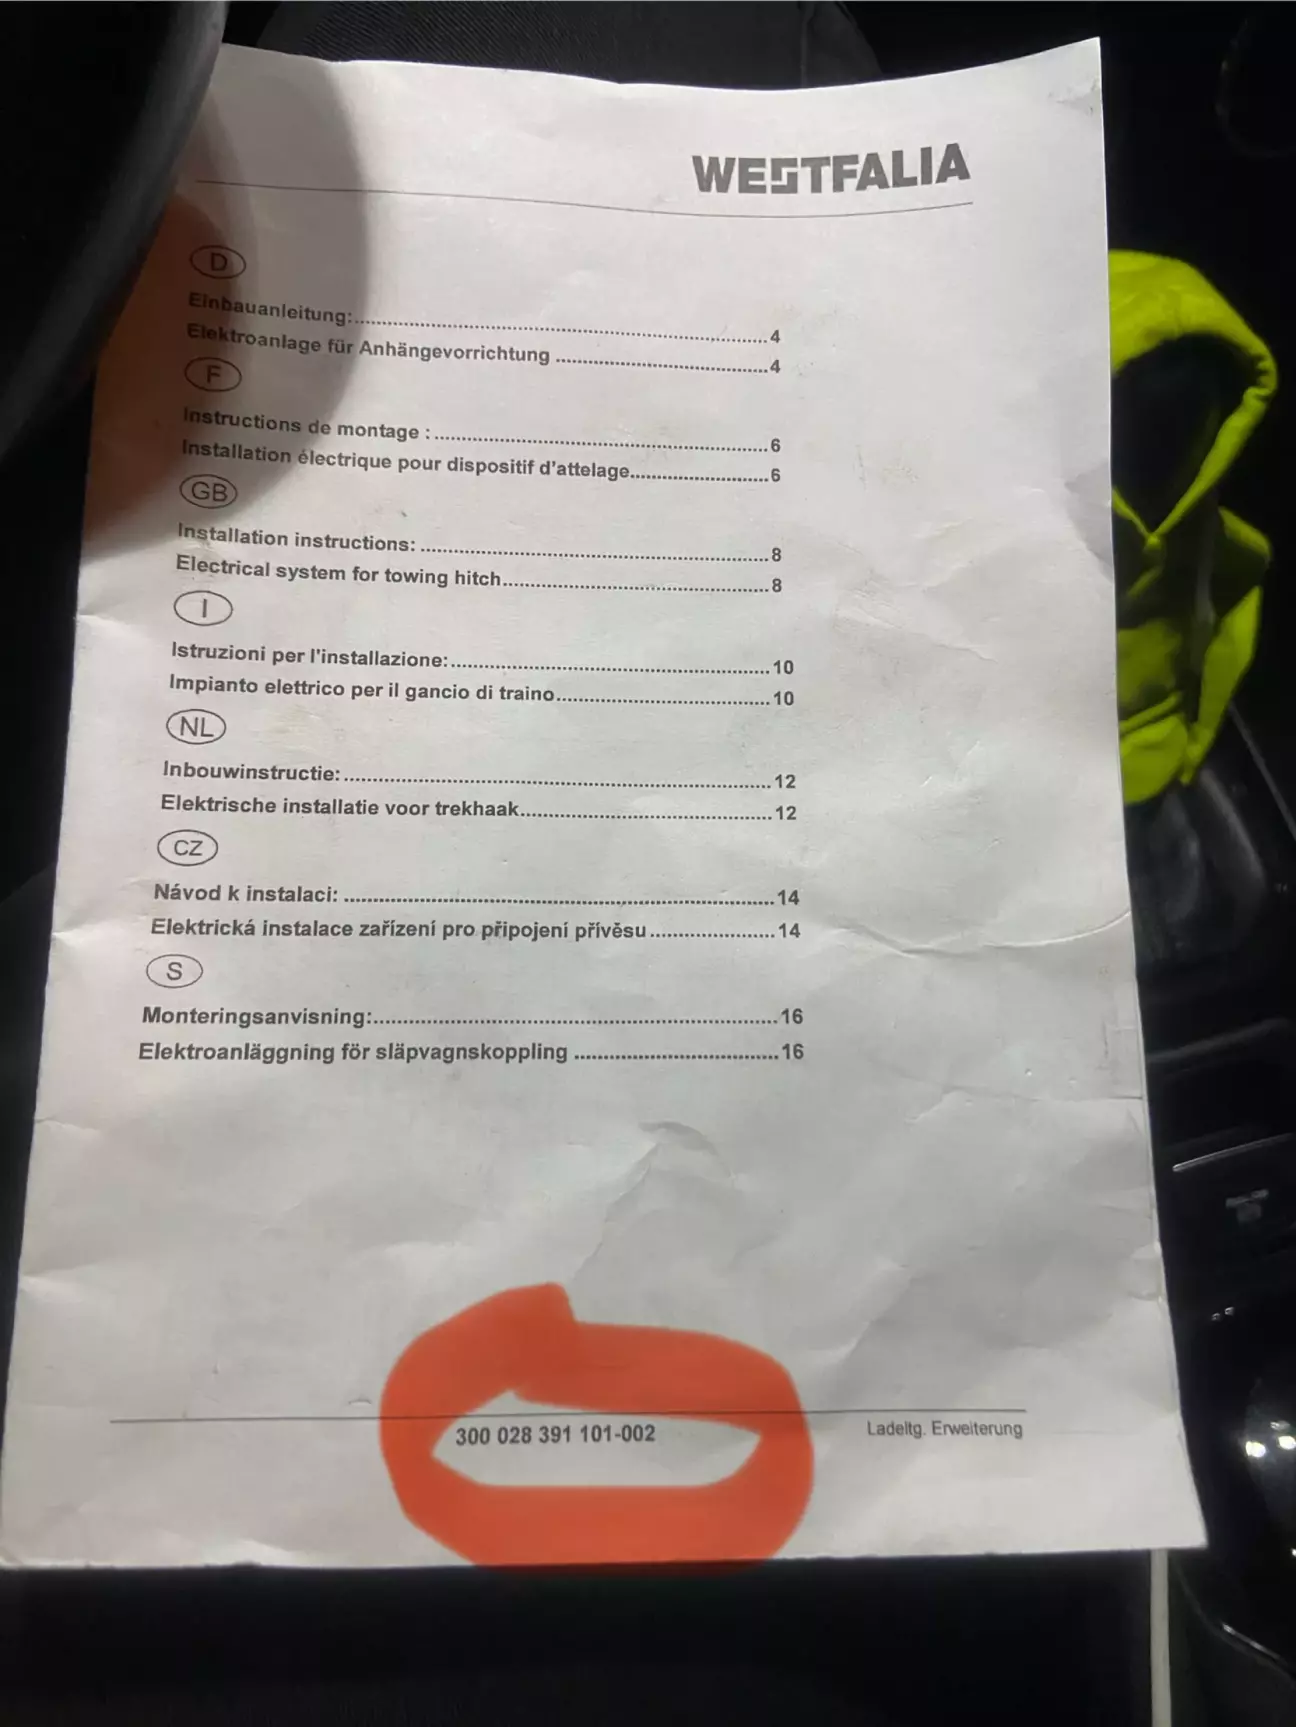 WESTFALIA
D
Einbauanleitung:..........4
Elektroanlage für Anhängevorrichtung ..........4
F
Instructions de montage :..........6
Installation électrique pour dispositif d'attelage..........6
GB
Installation instructions: ..........8
Electrical system for towing hitch..........8
I
Istruzioni per l'installazione:..........10
Impianto elettrico per il gancio di traino..........10
NL
Inbouwinstructie:..........12
Elektrische installatie voor trekhaak..........12
CZ
Návod k instalaci: ..........14
Elektrická instalace zařízení pro připojení přívěsu..........14
S
Monteringsanvisning:..........16
Elektroanläggning för släpvagnskoppling ..........16
300 028 391 101-002
Ladeltg. Erweiterung